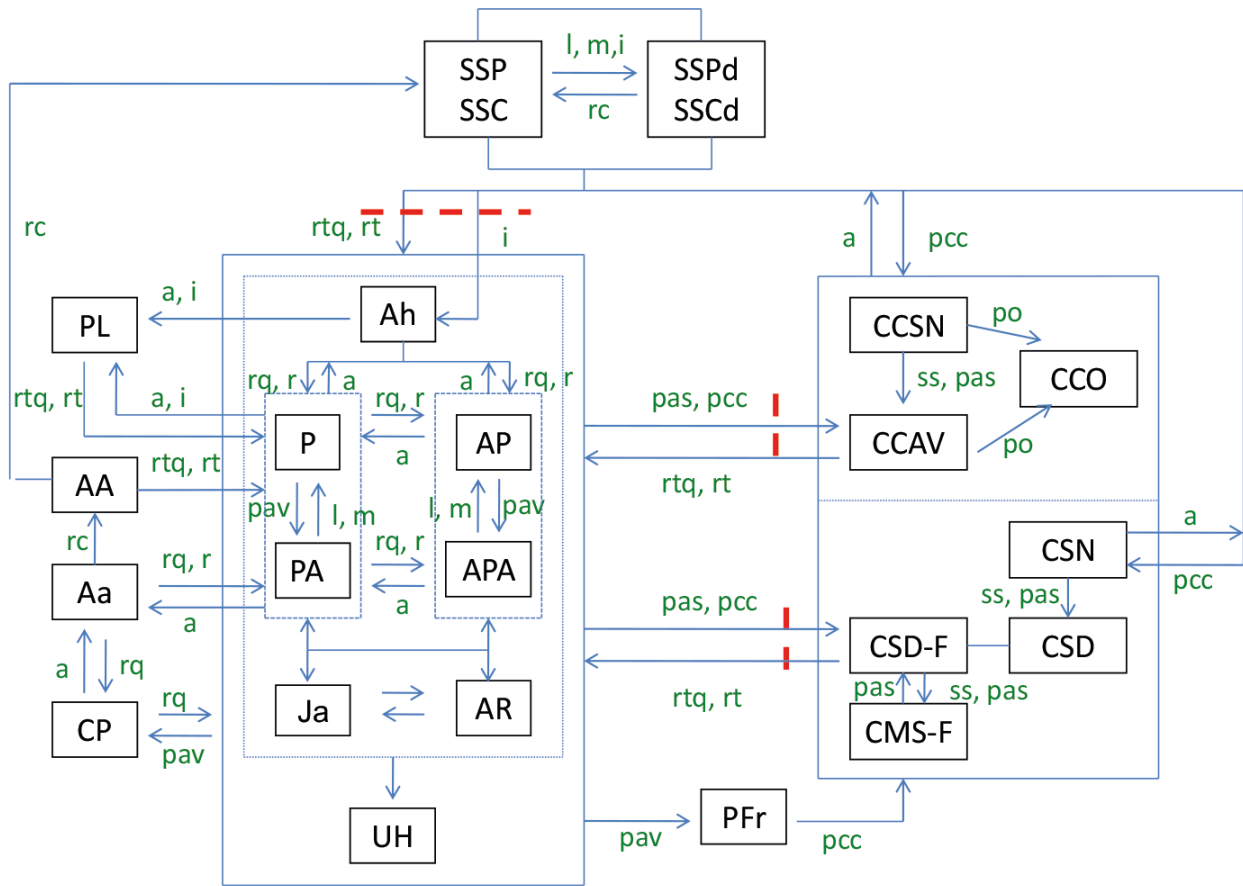 l, m,i
SSP
SSC
SSPd
SSCd
rc
rc
rtq, rt
i
a
pcc
a, i
PL
Ah
CCSN
po
CCO
rq, r
a
a
rq, r
ss, pas
rtq, rt
a, i
rq, r
pas, pcc
P
AP
CCAV
po
a
rtq, rt
rtq, rt
AA
pav
l, m
l, m
pav
a
CSN
rc
rq, r
rq, r
PA
APA
pcc
Aa
a
a
ss, pas
pas, pcc
CSD-F
CSD
a
rq
rtq, rt
pas
ss, pas
rq
Ja
AR
CP
CMS-F
pav
UH
PFr
pav
pcc